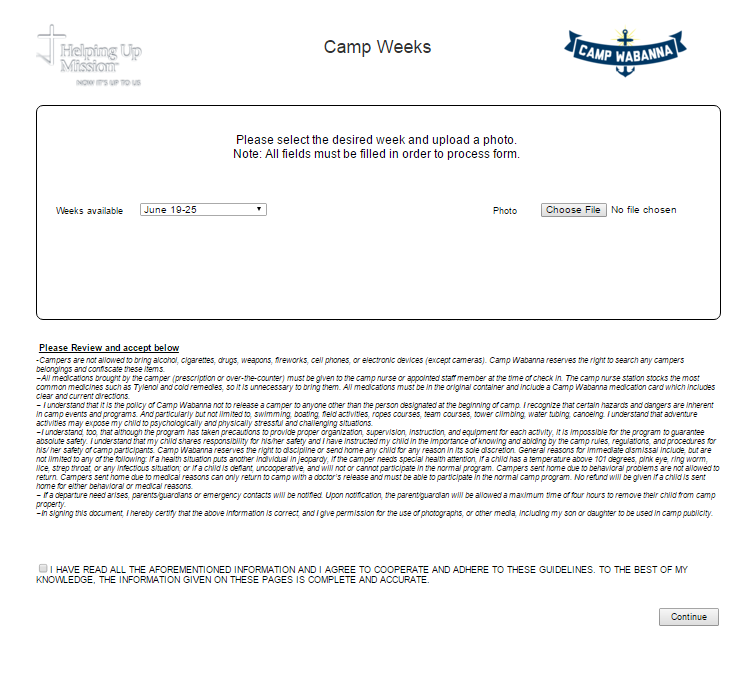 Helping Up
Mission
NOW IT'S UP TO US
Camp Weeks
CAMP WABANNA
Please select the desired week and upload a photo.
Note: All fields must be filled in order to process form.
Weeks available
June 19-25
Photo
Choose File No file chosen
Please Review and accept below
-Campers are not allowed to bring alcohol, cigarettes, drugs, weapons, fireworks, cell phones, or electronic devices (except cameras). Camp Wabanna reserves the right to search any campers
belongings and confiscate these items.
–All medications brought by the camper (prescription or over-the-counter) must be given to the camp nurse or appointed staff member at the time of check in. The camp nurse station stocks the most
common medicines such as Tylenol and cold remedies, so it is unnecessary to bring them. All medications must be in the original container and include a Camp Wabanna medication card which includes
clear and current directions.
– I understand that it is the policy of Camp Wabanna not to release a camper to anyone other than the person designated at the beginning of camp. I recognize that certain hazards and dangers are inherent
in camp events and programs. And particularly but not limited to, swimming, boating, field activities, ropes courses, team courses, tower climbing, water tubing, canoeing. I understand that adventure
activities may expose my child to psychologically and physically stressful and challenging situations.
–I understand, too, that although the program has taken precautions to provide proper organization, supervision, instruction, and equipment for each activity, it is impossible for the program to guarantee
absolute safety. I understand that my child shares responsibility for his/her safety and I have instructed my child in the importance of knowing and abiding by the camp rules, regulations, and procedures for
his/ her safety of camp participants. Camp Wabanna reserves the right to discipline or send home any child for any reason in its sole discretion. General reasons for immediate dismissal include, but are
not limited to any of the following: if a health situation puts another individual in jeopardy, if the camper needs special health attention, if a child has a temperature above 101 degrees, pink eye, ring worm,
lice, strep throat, or any infectious situation; or if a child is defiant, uncooperative, and will not or cannot participate in the normal program. Campers sent home due to behavioral problems are not allowed to
return. Campers sent home due to medical reasons can only return to camp with a doctor's release and must be able to participate in the normal camp program. No refund will be given if a child is sent
home for either behavioral or medical reasons.
– If a departure need arises, parents/guardians or emergency contacts will be notified. Upon notification, the parent/guardian will be allowed a maximum time of four hours to remove their child from camp
property.
–In signing this document, I hereby certify that the above information is correct, and I give permission for the use of photographs, or other media, including my son or daughter to be used in camp publicity.
I HAVE READ ALL THE AFOREMENTIONED INFORMATION AND I AGREE TO COOPERATE AND ADHERE TO THESE GUIDELINES. TO THE BEST OF MY
KNOWLEDGE, THE INFORMATION GIVEN ON THESE PAGES IS COMPLETE AND ACCURATE.
Continue